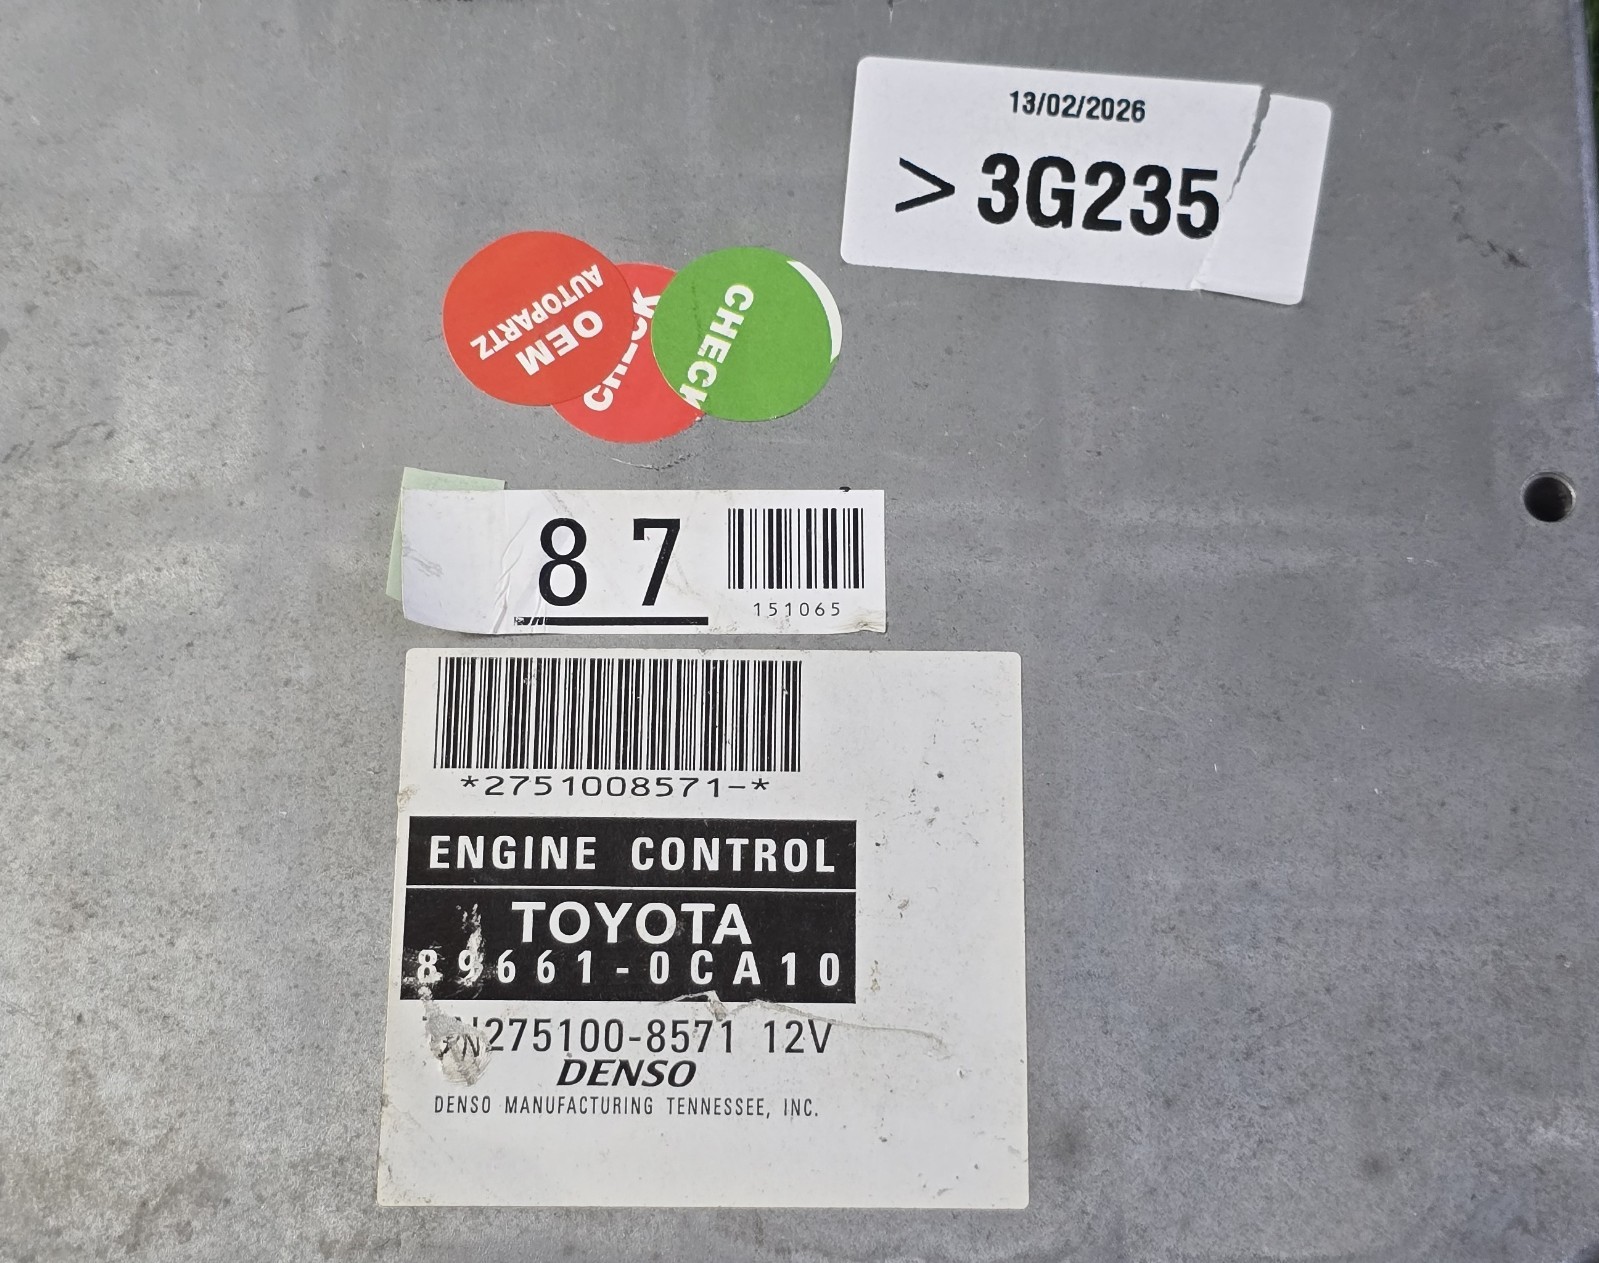 13/02/2026
> 3G235
OEM
AUTOPARTZ
CHECK
CHECK
87
151065
*2751008571-*
ENGINE CONTROL
TOYOTA
89661-0CA10
275100-8571 12V
DENSO
DENSO MANUFACTURING TENNESSEE, INC.